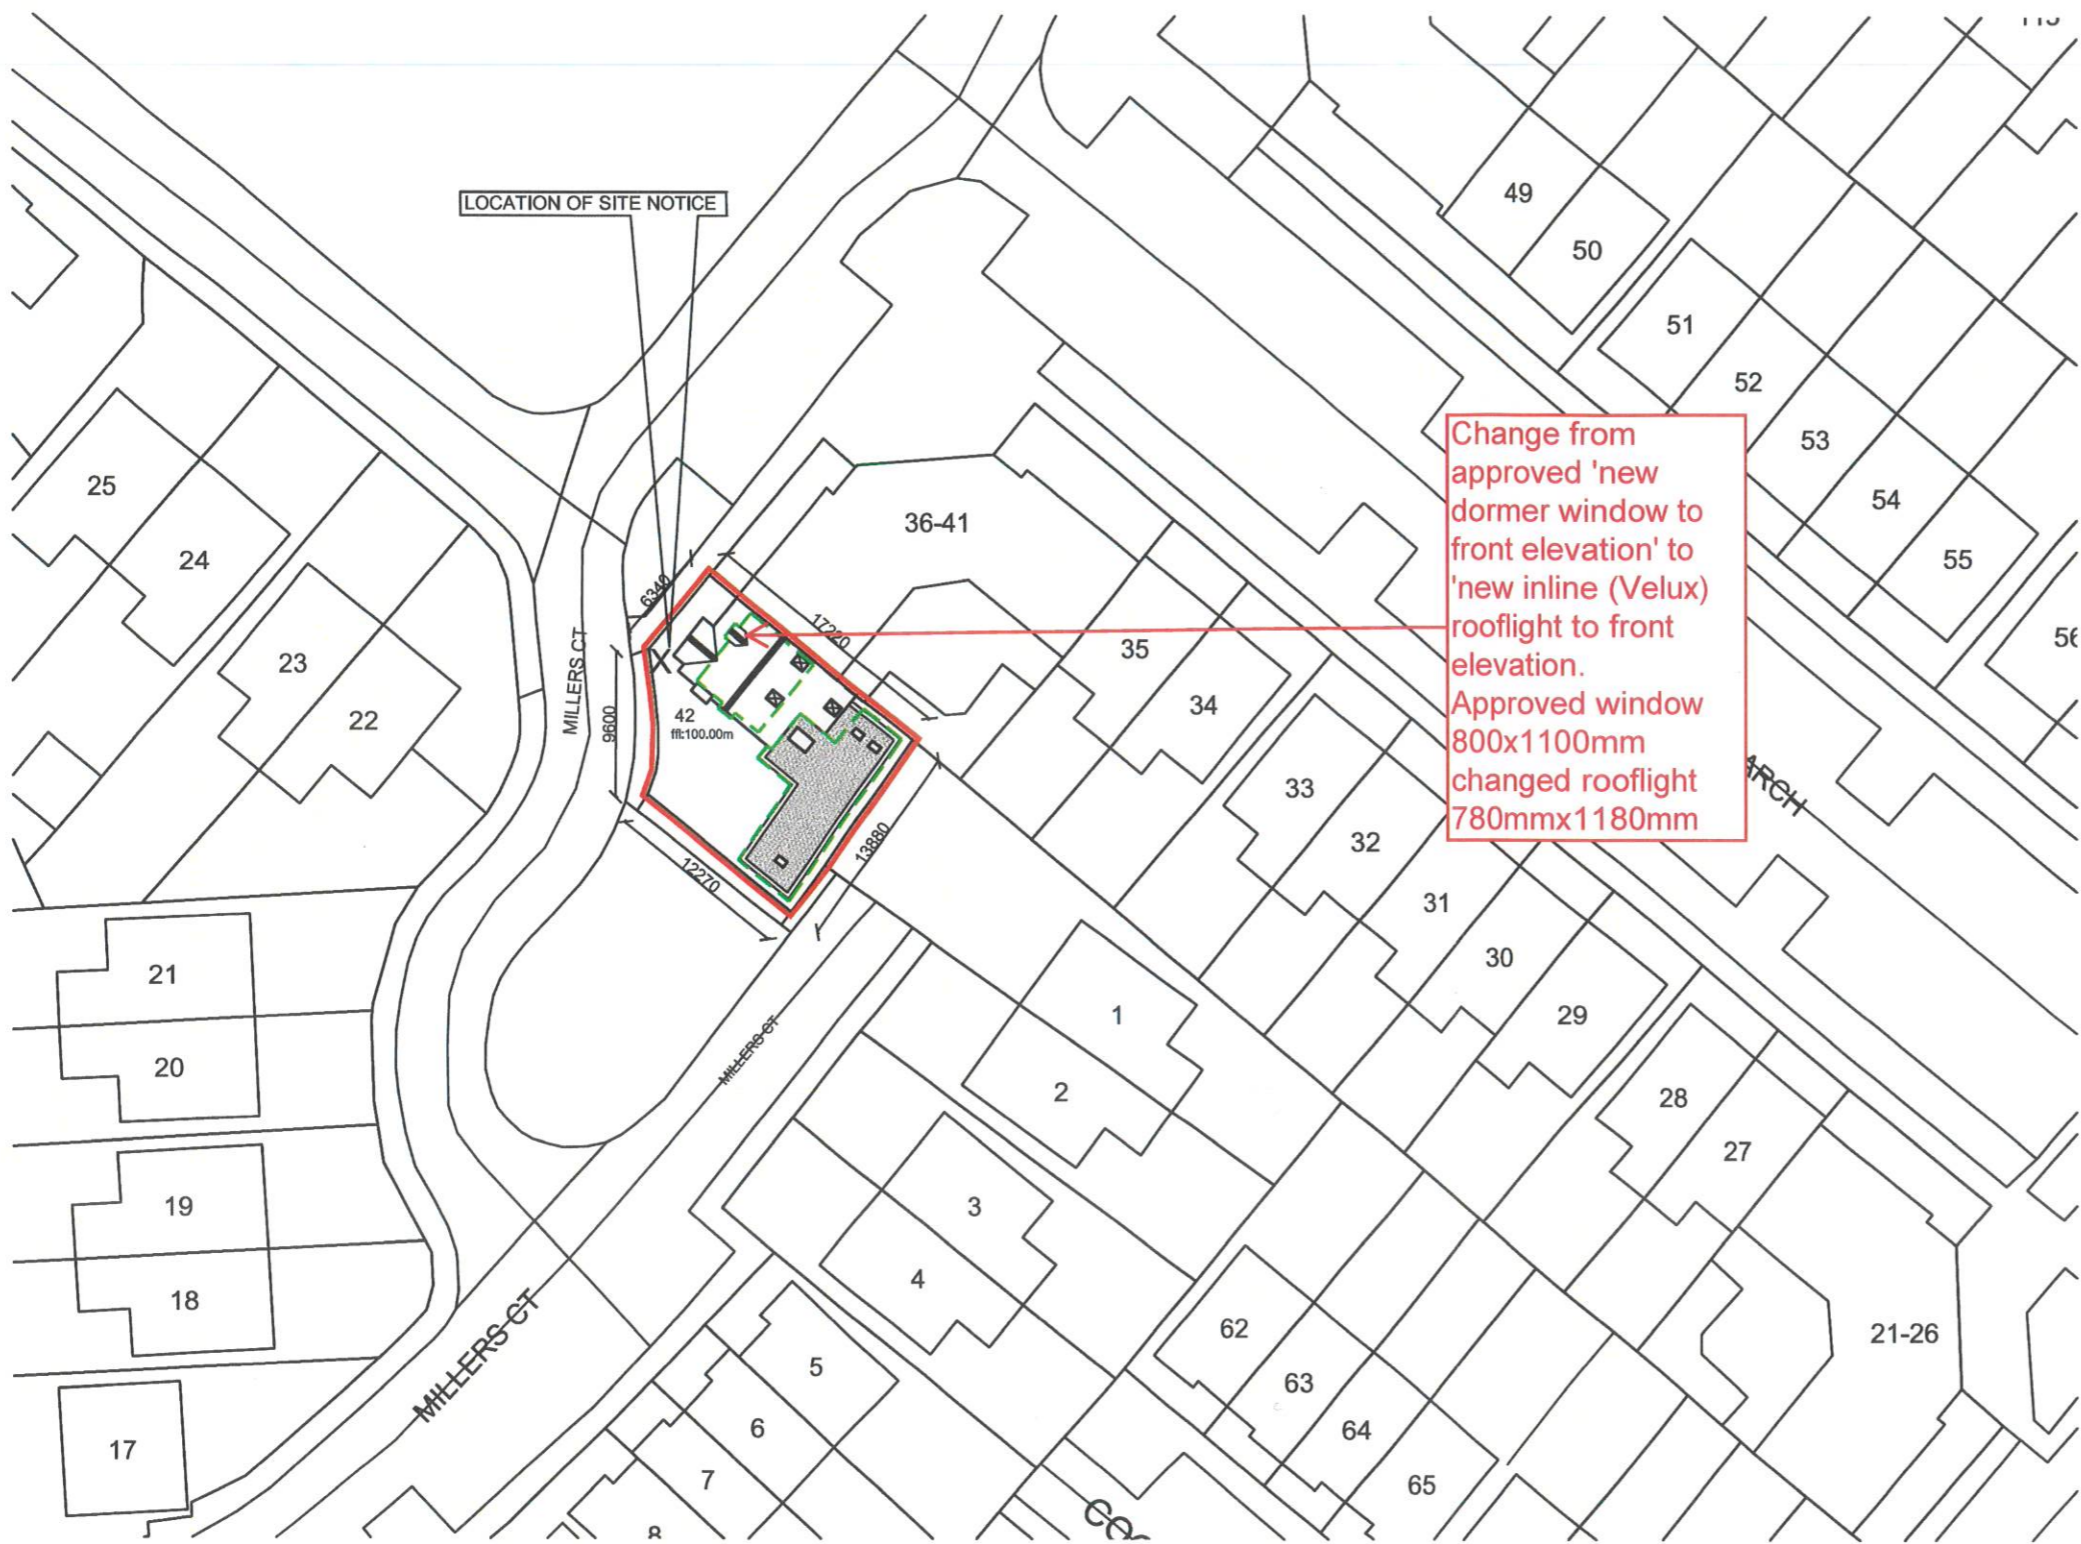 LOCATION OF SITE NOTICE
49
50
51
52
53
54
55
25
24
23
22
36-41
35
34
33
32
31
30
29
28
27
21-26
Change from
approved 'new
dormer window to
front elevation' to
'new inline (Velux)
rooflight to front
elevation.
Approved window
800x1100mm
changed rooflight
780mmx1180mm
ARCH
6340
17220
MILLERS CT
9600
42
ffl:100.00m
13880
12270
21
20
19
18
17
MILLERS CT
MILLERS CT
1
2
3
4
5
6
7
8
62
63
64
65